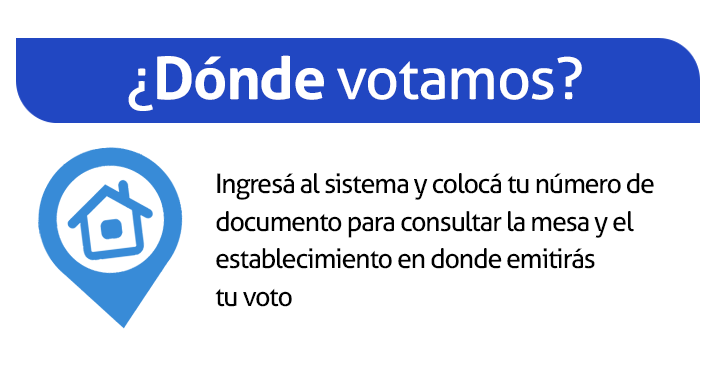 ¿Dónde votamos?
Ingresá al sistema y colocá tu número de
documento para consultar la mesa y el
establecimiento en donde emitirás
tu voto